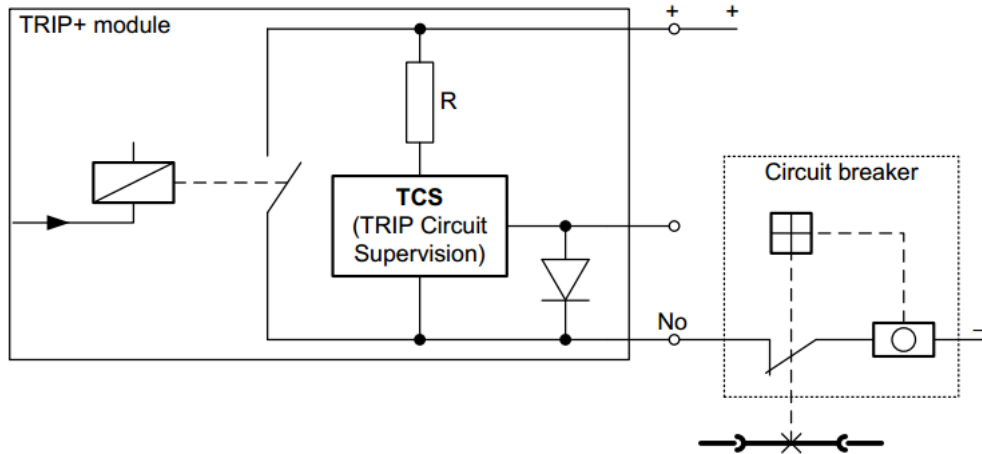 TRIP+ module
+ +
R
TCS
(TRIP Circuit
Supervision)
Circuit breaker
No
–